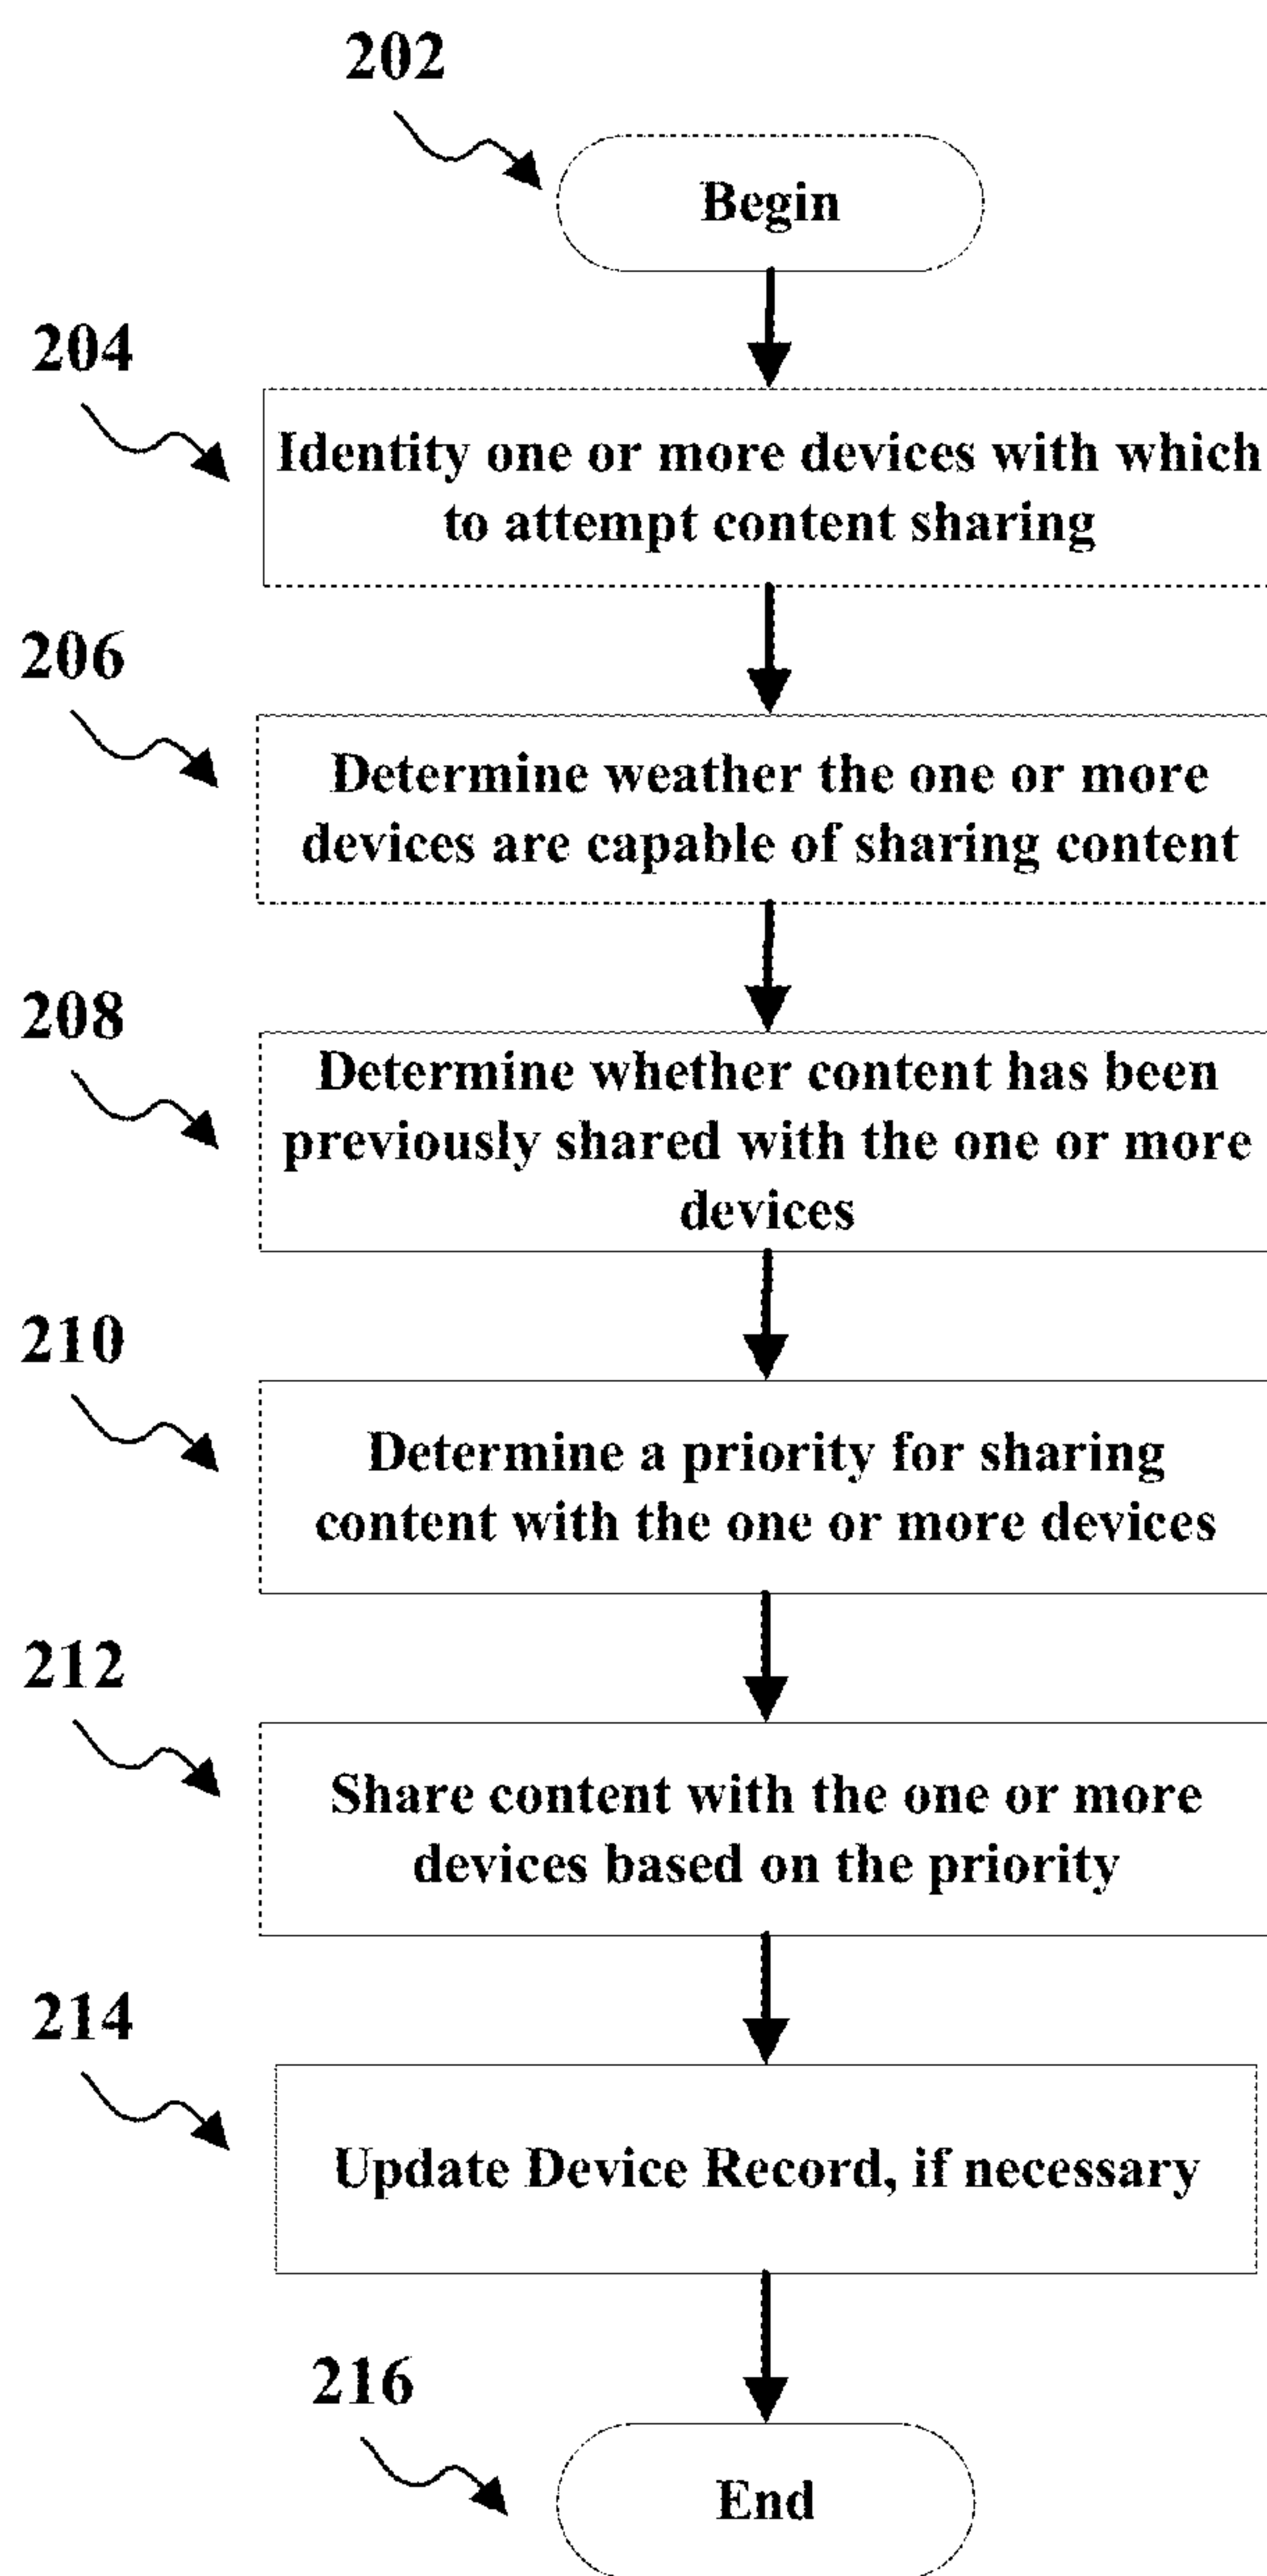 202
Begin
204
Identity one or more devices with which
to attempt content sharing
206
Determine weather the one or more
devices are capable of sharing content
208
Determine whether content has been
previously shared with the one or more
devices
210
Determine a priority for sharing
content with the one or more devices
212
Share content with the one or more
devices based on the priority
214
Update Device Record, if necessary
216
End